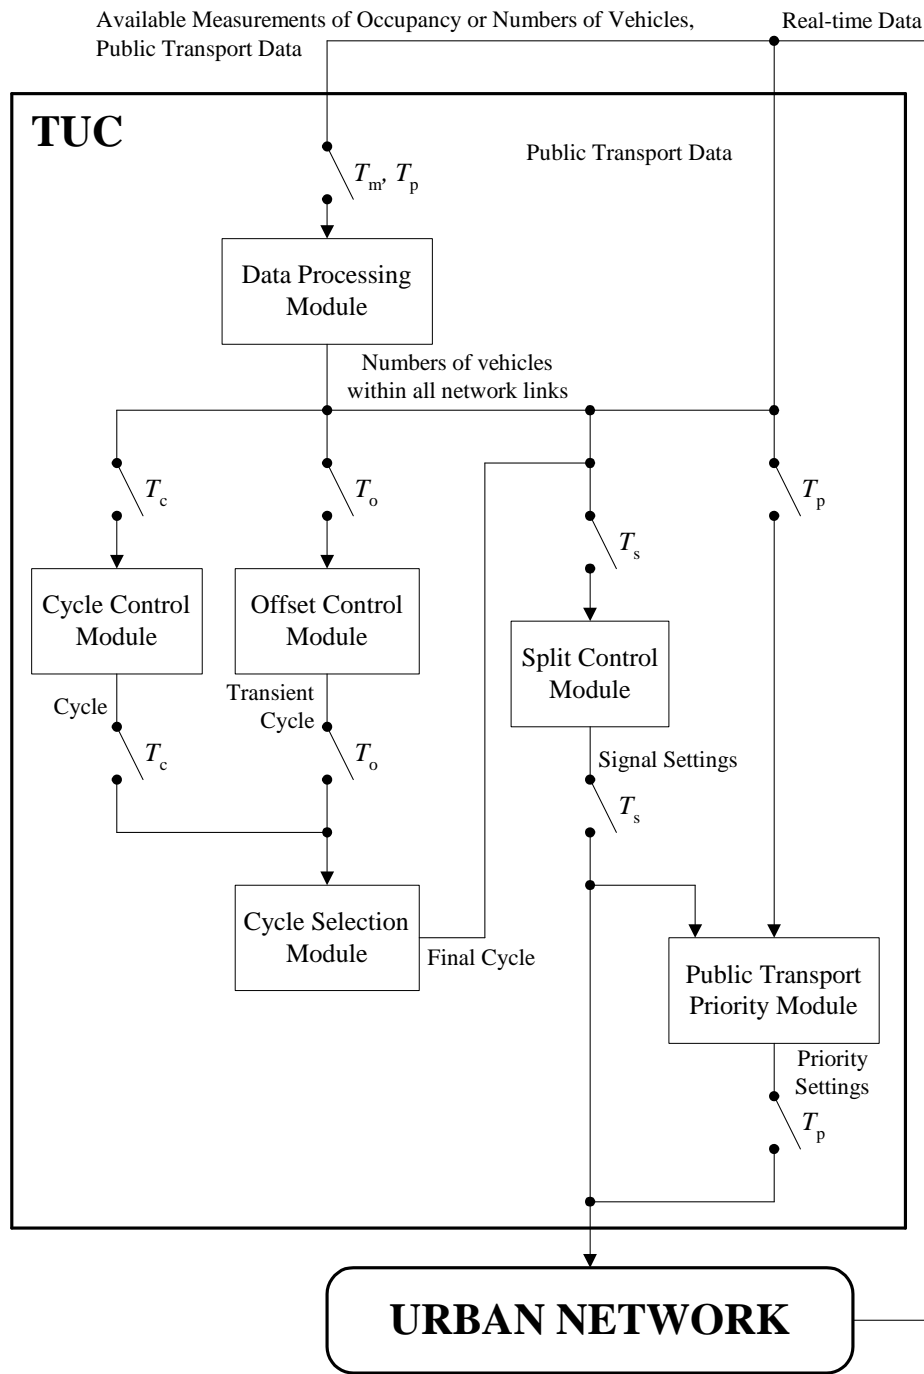 Available Measurements of Occupancy or Numbers of Vehicles,
Public Transport Data
Real-time Data
TUC
Public Transport Data
Tm, Tp
Data Processing
Module
Numbers of vehicles
within all network links
Tc
To
Ts
Tp
Cycle Control
Module
Offset Control
Module
Split Control
Module
Cycle
Transient
Cycle
Tc
To
Signal Settings
Ts
Cycle Selection
Module
Final Cycle
Public Transport
Priority Module
Priority
Settings
Tp
URBAN NETWORK